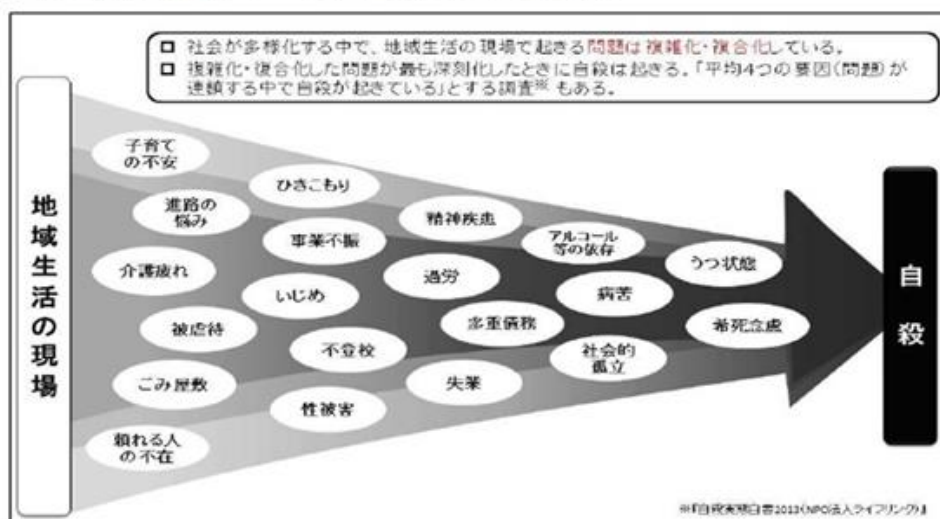 □ 社会が多様化する中で、地域生活の現場で起きる問題は複雑化・複合化している。
□ 複雑化・複合化した問題が最も深刻化したときに自殺は起きる。「平均4つの要因(問題)が
連鎖する中で自殺が起きている」とする調査※もある。
地域生活の現場
子育て
の不安
進路の
悩み
介護疲れ
被虐待
ごみ屋敷
頼れる人
の不在
ひきこもり
事業不振
いじめ
不登校
性被害
精神疾患
過労
多重債務
失業
アルコール
等の依存
病苦
社会的
孤立
うつ状態
希死念慮
自殺
※『自殺実態白書2013(NPO法人ライフリンク)』